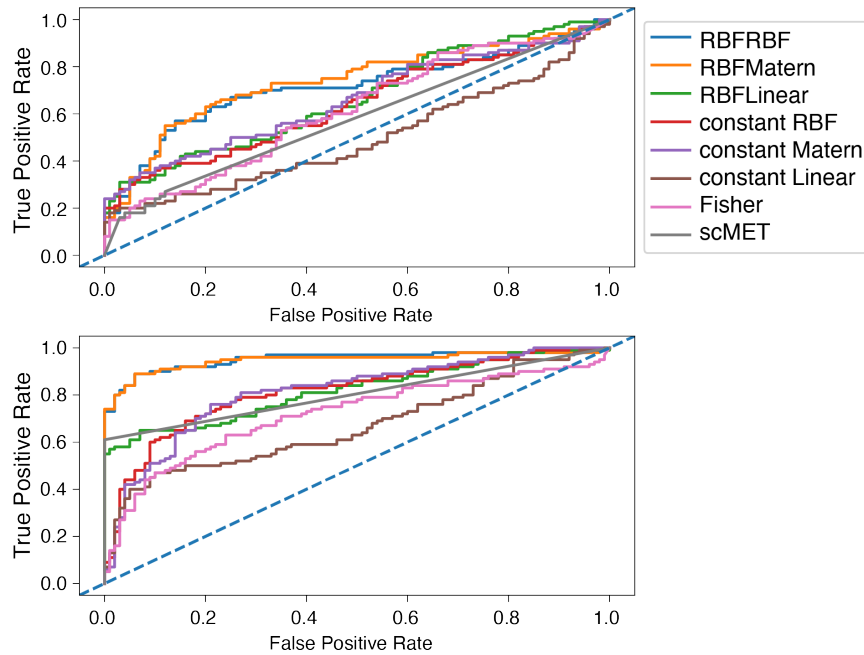 1.0
0.8
0.6
0.4
0.2
0.0
True Positive Rate
0.0 0.2 0.4 0.6 0.8 1.0
False Positive Rate
RBFRBF
RBFMatern
RBFLinear
constant RBF
constant Matern
constant Linear
Fisher
scMET
1.0
0.8
0.6
0.4
0.2
0.0
True Positive Rate
0.0 0.2 0.4 0.6 0.8 1.0
False Positive Rate